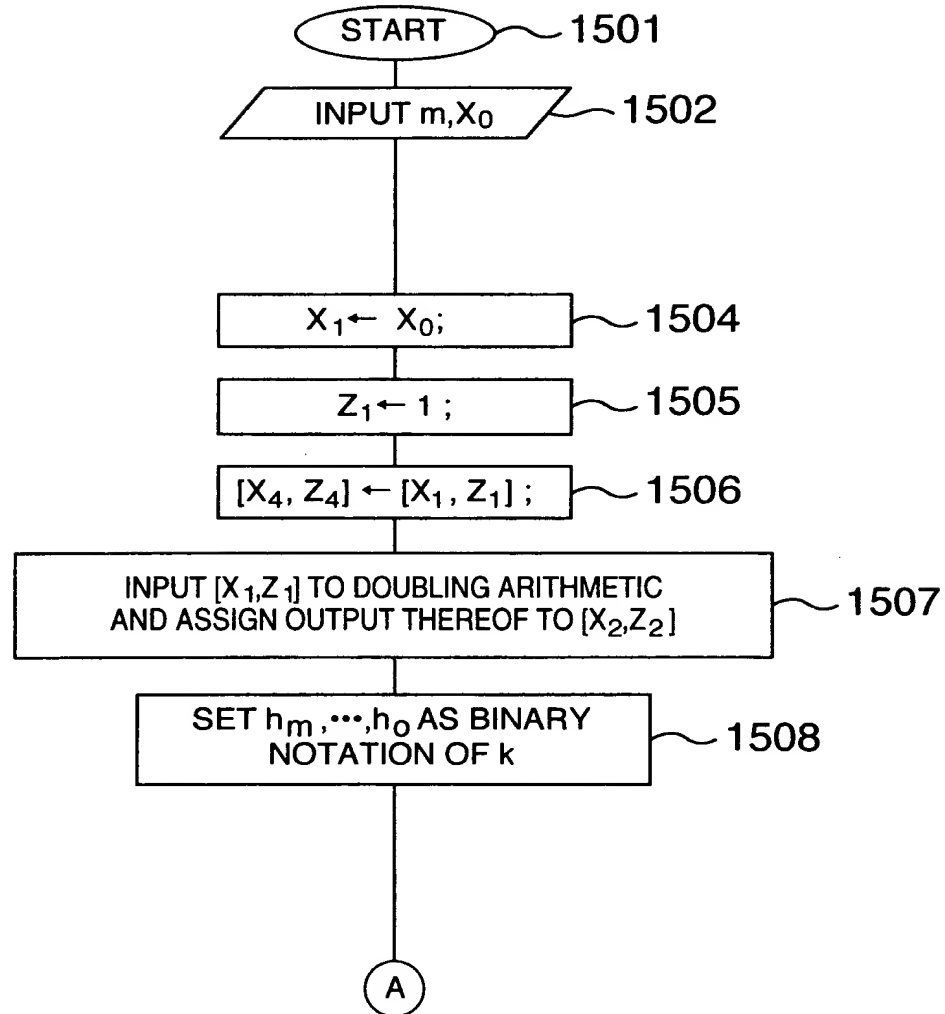 START 1501
INPUT m,X₀ 1502
X₁ ← X₀; 1504
Z₁ ← 1 ; 1505
[X₄, Z₄] ← [X₁, Z₁] ; 1506
INPUT [X₁,Z₁] TO DOUBLING ARITHMETIC
AND ASSIGN OUTPUT THEREOF TO [X₂,Z₂] 1507
SET hₘ ,•••,h₀ AS BINARY
NOTATION OF k 1508
A